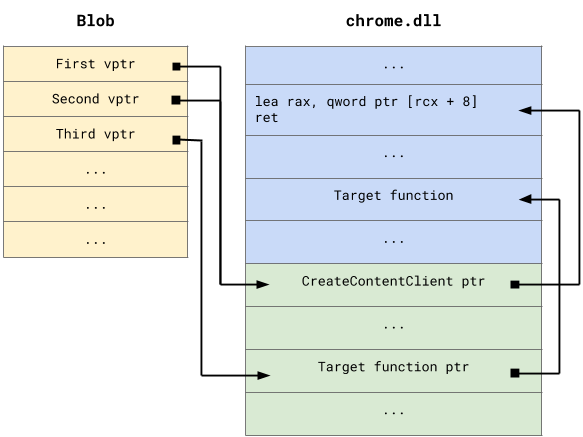 Blob
chrome.dll
First vptr
Second vptr
Third vptr
...
...
...
...
lea rax, qword ptr [rcx + 8]
ret
...
Target function
...
CreateContentClient ptr
...
Target function ptr
...